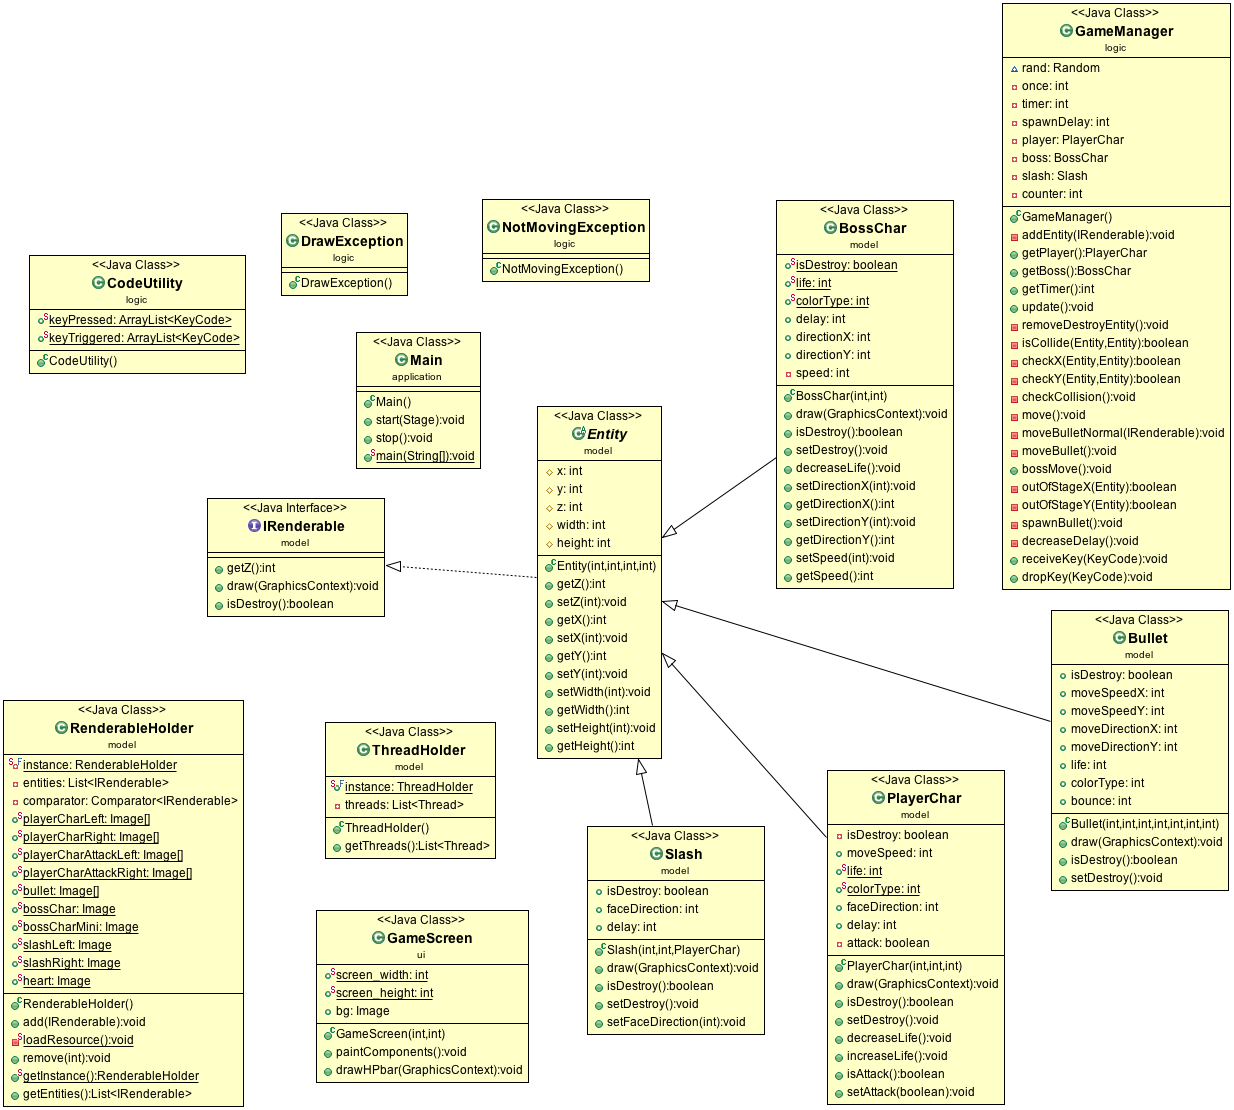 <<Java Class>>
GameManager
logic
rand: Random
once: int
timer: int
spawnDelay: int
player: PlayerChar
boss: BossChar
slash: Slash
counter: int
GameManager()
addEntity(IRenderable):void
getPlayer():PlayerChar
getBoss():BossChar
getTimer():int
update():void
removeDestroyEntity():void
isCollide(Entity,Entity):boolean
checkX(Entity,Entity):boolean
checkY(Entity,Entity):boolean
checkCollision():void
move():void
moveBulletNormal(IRenderable):void
moveBullet():void
bossMove():void
outOfStageX(Entity):boolean
outOfStageY(Entity):boolean
spawnBullet():void
decreaseDelay():void
receiveKey(KeyCode):void
dropKey(KeyCode):void
<<Java Class>>
CodeUtility
logic
keyPressed: ArrayList<KeyCode>
keyTriggered: ArrayList<KeyCode>
CodeUtility()
<<Java Class>>
DrawException
logic
DrawException()
<<Java Class>>
NotMovingException
logic
NotMovingException()
<<Java Class>>
BossChar
model
isDestroy: boolean
life: int
colorType: int
delay: int
directionX: int
directionY: int
speed: int
BossChar(int,int)
draw(GraphicsContext):void
isDestroy():boolean
setDestroy():void
decreaseLife():void
setDirectionX(int):void
getDirectionX():int
setDirectionY(int):void
getDirectionY():int
setSpeed(int):void
getSpeed():int
<<Java Class>>
Main
application
Main()
start(Stage):void
stop():void
main(String[]):void
<<Java Class>>
Entity
model
x: int
y: int
z: int
width: int
height: int
Entity(int,int,int,int)
getZ():int
setZ(int):void
getX():int
setX(int):void
getY():int
setY(int):void
setWidth(int):void
getWidth():int
setHeight(int):void
getHeight():int
<<Java Interface>>
IRenderable
model
getZ():int
draw(GraphicsContext):void
isDestroy():boolean
<<Java Class>>
Bullet
model
isDestroy: boolean
moveSpeedX: int
moveSpeedY: int
moveDirectionX: int
moveDirectionY: int
life: int
colorType: int
bounce: int
Bullet(int,int,int,int,int,int,int)
draw(GraphicsContext):void
isDestroy():boolean
setDestroy():void
<<Java Class>>
RenderableHolder
model
instance: RenderableHolder
entities: List<IRenderable>
comparator: Comparator<IRenderable>
playerCharLeft: Image[]
playerCharRight: Image[]
playerCharAttackLeft: Image[]
playerCharAttackRight: Image[]
bullet: Image[]
bossChar: Image
bossCharMini: Image
slashLeft: Image
slashRight: Image
heart: Image
RenderableHolder()
add(IRenderable):void
loadResource():void
remove(int):void
getInstance():RenderableHolder
getEntities():List<IRenderable>
<<Java Class>>
ThreadHolder
model
instance: ThreadHolder
threads: List<Thread>
ThreadHolder()
getThreads():List<Thread>
<<Java Class>>
GameScreen
ui
screen_width: int
screen_height: int
bg: Image
GameScreen(int,int)
paintComponents():void
drawHPbar(GraphicsContext):void
<<Java Class>>
Slash
model
isDestroy: boolean
faceDirection: int
delay: int
Slash(int,int,PlayerChar)
draw(GraphicsContext):void
isDestroy():boolean
setDestroy():void
setFaceDirection(int):void
<<Java Class>>
PlayerChar
model
isDestroy: boolean
moveSpeed: int
life: int
colorType: int
faceDirection: int
delay: int
attack: boolean
PlayerChar(int,int,int)
draw(GraphicsContext):void
isDestroy():boolean
setDestroy():void
decreaseLife():void
increaseLife():void
isAttack():boolean
setAttack(boolean):void